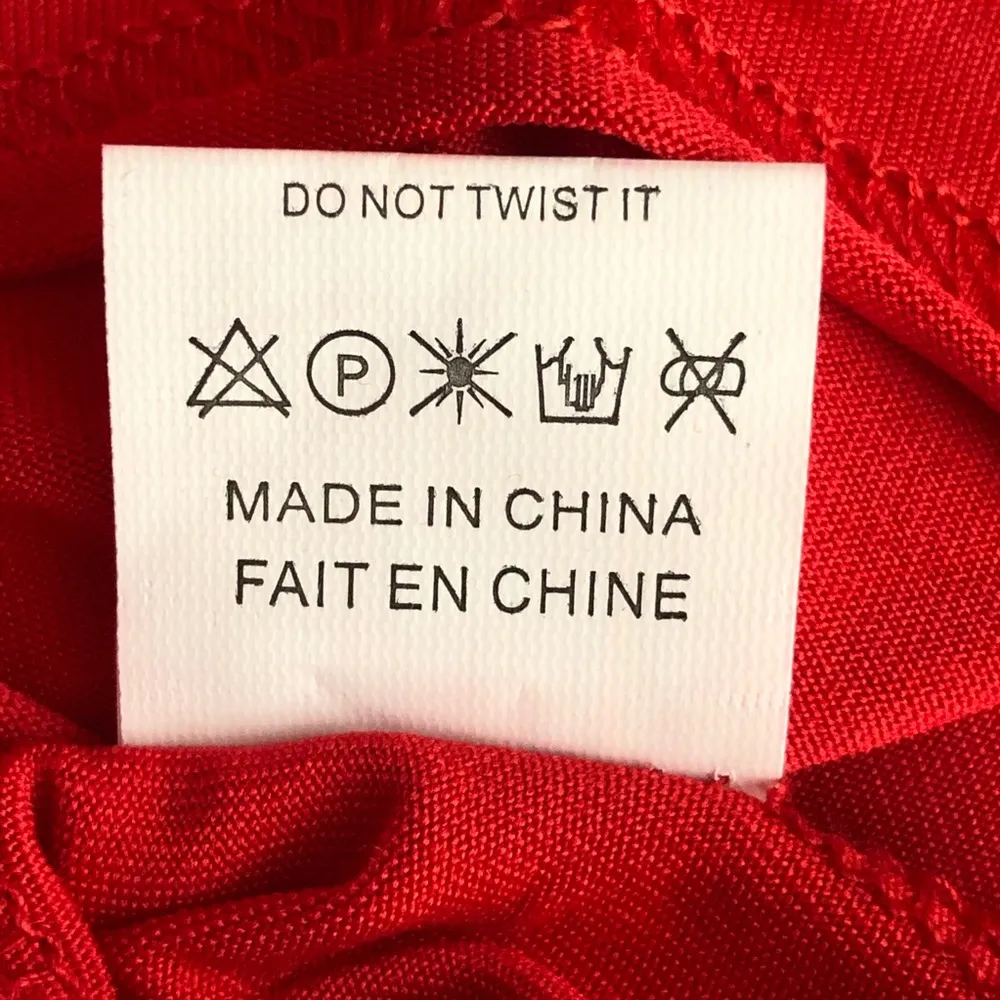 DO NOT TWIST IT
P
MADE IN CHINA
FAIT EN CHINE